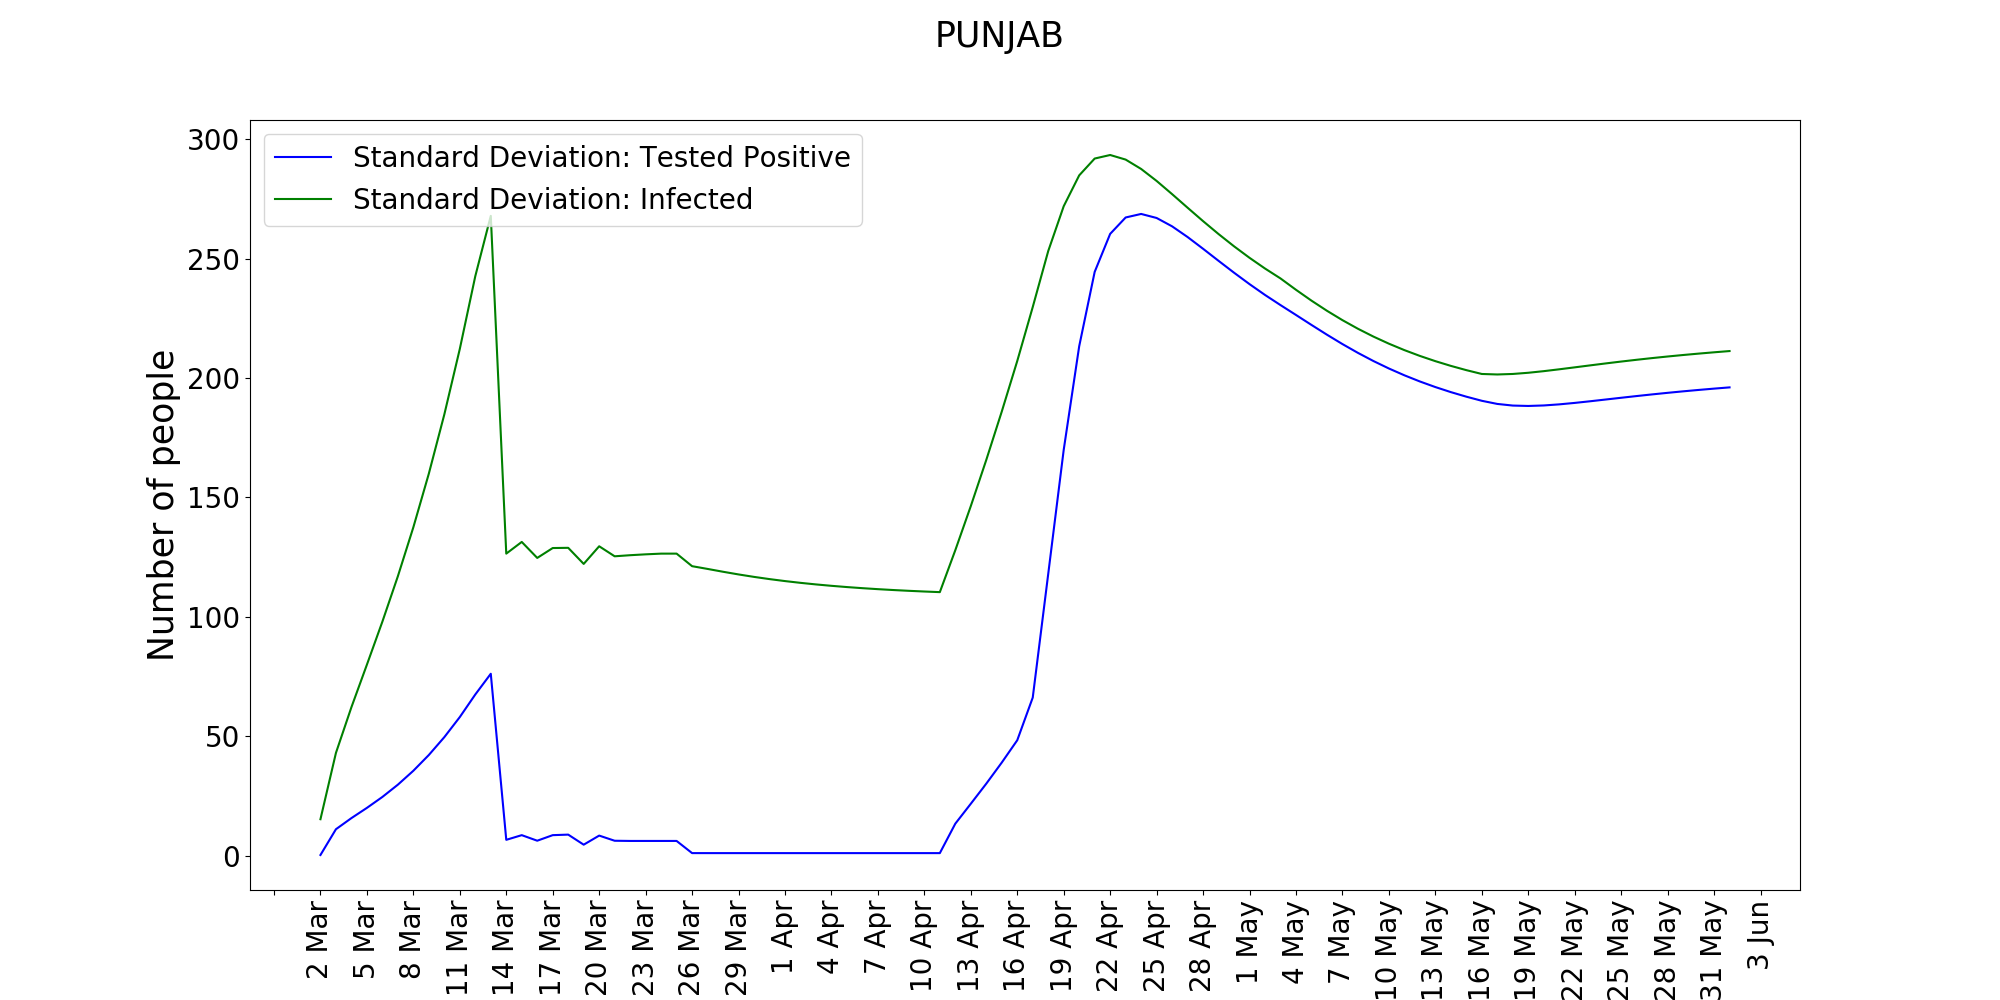 PUNJAB
Standard Deviation: Tested Positive
Standard Deviation: Infected
Number of people
300
250
200
150
100
50
0
2 Mar
5 Mar
8 Mar
11 Mar
14 Mar
17 Mar
20 Mar
23 Mar
26 Mar
29 Mar
1 Apr
4 Apr
7 Apr
10 Apr
13 Apr
16 Apr
19 Apr
22 Apr
25 Apr
28 Apr
1 May
4 May
7 May
10 May
13 May
16 May
19 May
22 May
25 May
28 May
31 May
3 Jun